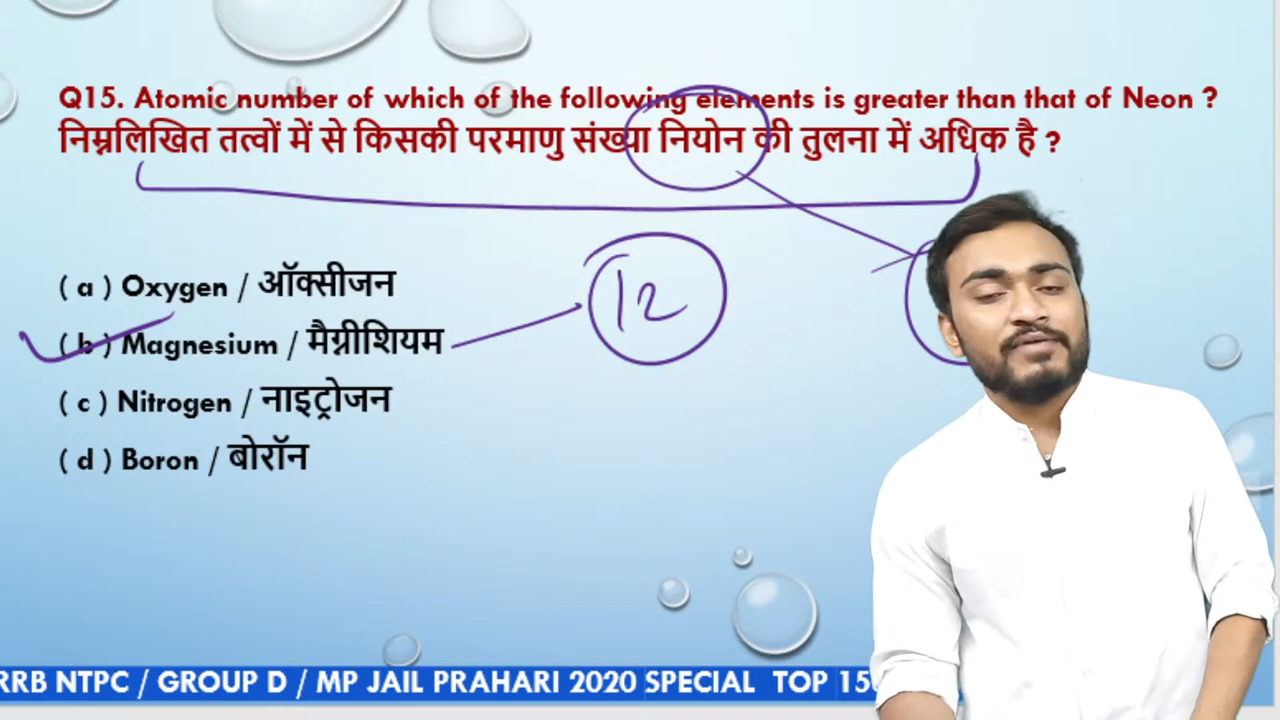 Q15. Atomic number of which of the following elements is greater than that of Neon ?
निम्नलिखित तत्वों में से किसकी परमाणु संख्या नियोन की तुलना में अधिक है ?
( a ) Oxygen / ऑक्सीजन
( b ) Magnesium / मैग्नीशियम
12
( c ) Nitrogen / नाइट्रोजन
( d ) Boron / बोरॉन
RRB NTPC / GROUP D / MP JAIL PRAHARI 2020 SPECIAL TOP 15